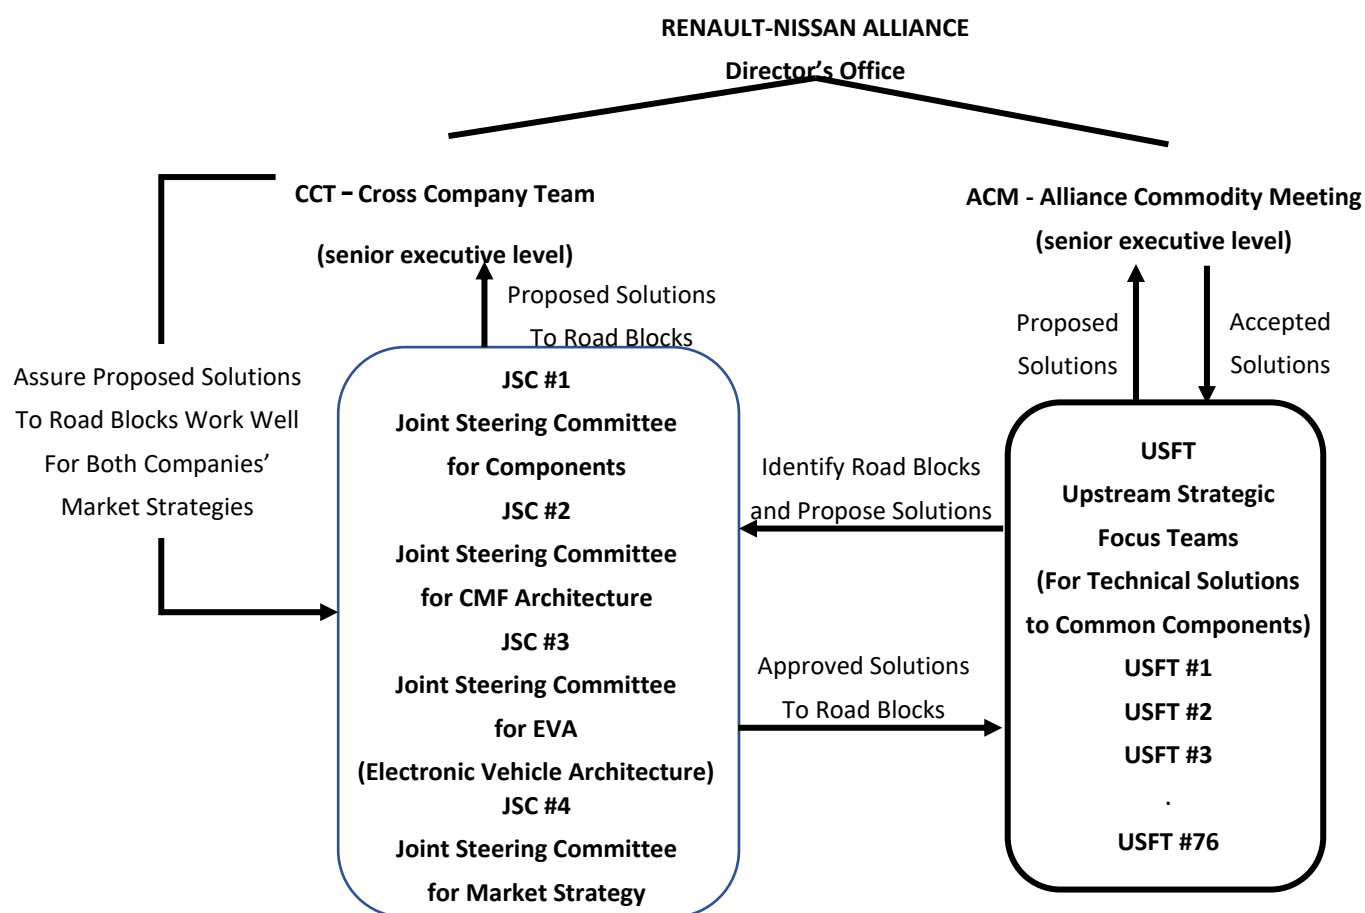 RENAULT-NISSAN ALLIANCE
Director’s Office
CCT – Cross Company Team
(senior executive level)
ACM - Alliance Commodity Meeting
(senior executive level)
Proposed Solutions
To Road Blocks
Proposed
Solutions
Accepted
Solutions
Assure Proposed Solutions
To Road Blocks Work Well
For Both Companies’
Market Strategies
JSC #1
Joint Steering Committee
for Components
JSC #2
Joint Steering Committee
for CMF Architecture
JSC #3
Joint Steering Committee
for EVA
(Electronic Vehicle Architecture)
JSC #4
Joint Steering Committee
for Market Strategy
Identify Road Blocks
and Propose Solutions
Approved Solutions
To Road Blocks
USFT
Upstream Strategic
Focus Teams
(For Technical Solutions
to Common Components)
USFT #1
USFT #2
USFT #3
.
USFT #76